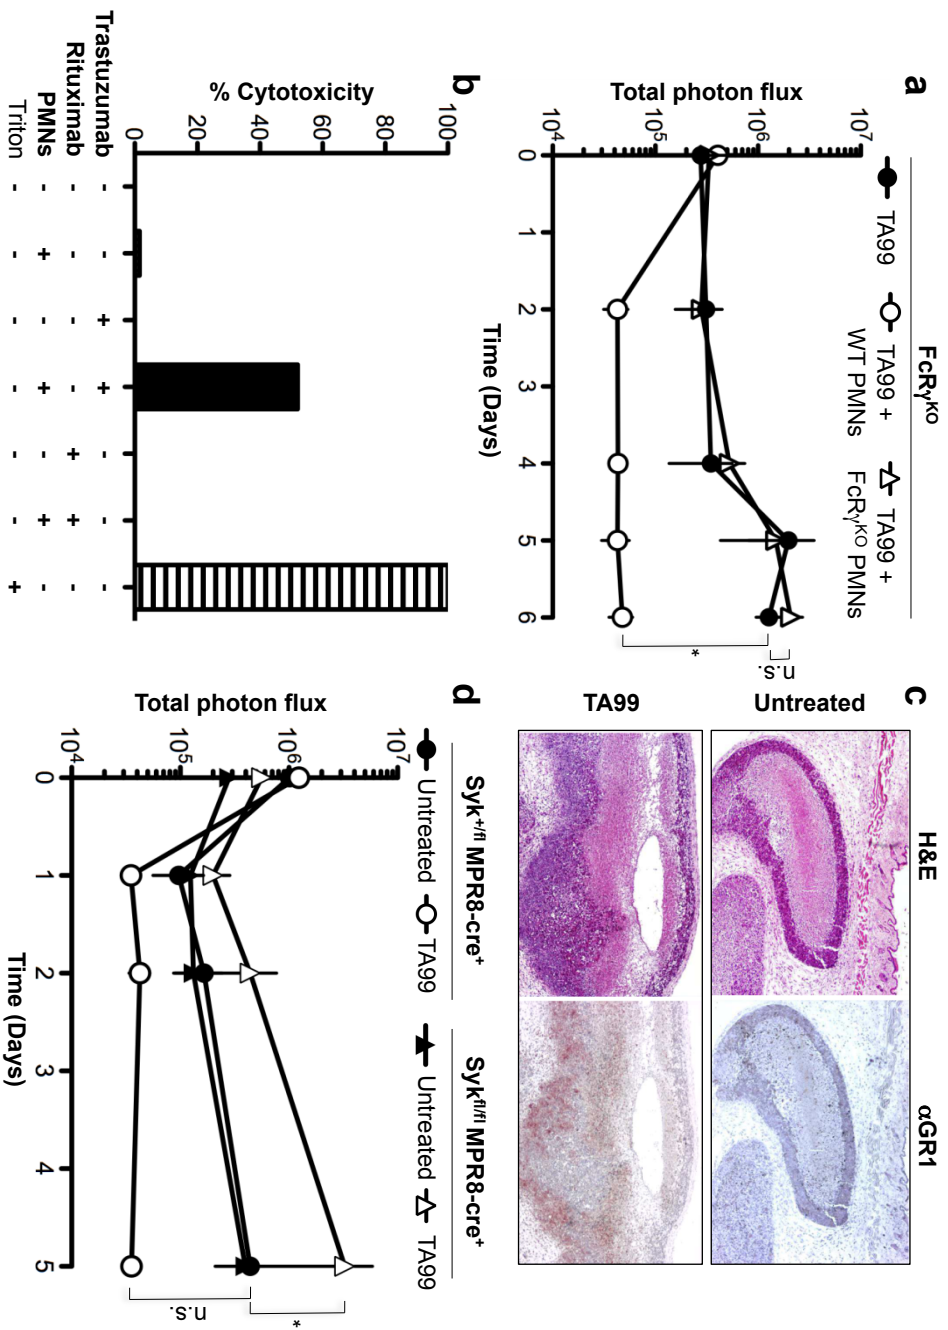 a
FcRγKO
TA99 TA99 + WT PMNs TA99 + FcRγKO PMNs
Total photon flux
10⁷
10⁶
10⁵
10⁴
0 1 2 3 4 5 6
Time (Days)
*
n.s.
b
% Cytotoxicity
100
80
60
40
20
0
Trastuzumab - - + + - - -
Rituximab - - - - + + -
PMNs - + - + - + -
Triton - - - - - - +
c
H&E αGR1
Untreated
TA99
d
Syk+/fl MPR8-cre+ Sykfl/fl MPR8-cre+
Untreated TA99 Untreated TA99
Total photon flux
10⁷
10⁶
10⁵
10⁴
0 1 2 3 4 5
Time (Days)
*
n.s.